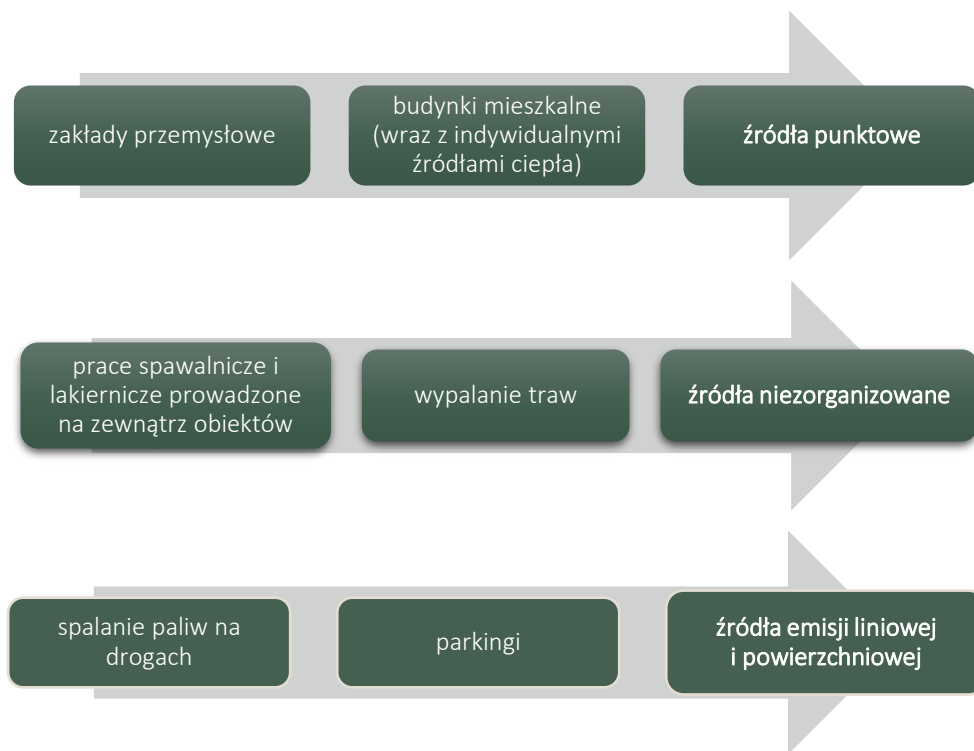 zakłady przemysłowe
budynki mieszkalne
(wraz z indywidualnymi
źródłami ciepła)
źródła punktowe
prace spawalnicze i
lakiernicze prowadzone
na zewnątrz obiektów
wypalanie traw
źródła niezorganizowane
spalanie paliw na
drogach
parkingi
źródła emisji liniowej
i powierzchniowej